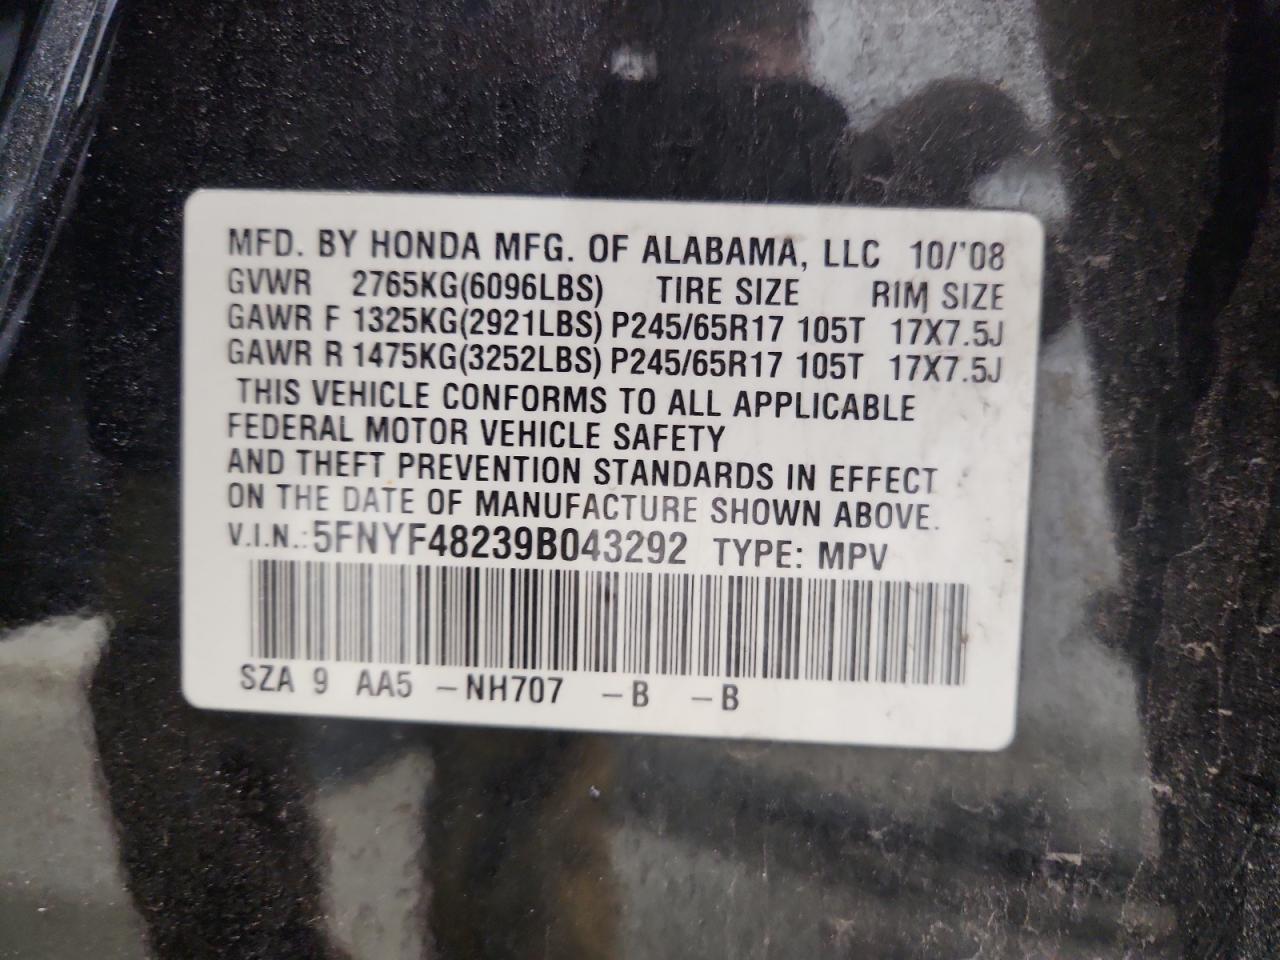 MFD. BY HONDA MFG. OF ALABAMA, LLC 10/'08
GVWR 2765KG(6096LBS) TIRE SIZE RIM SIZE
GAWR F 1325KG(2921LBS) P245/65R17 105T 17X7.5J
GAWR R 1475KG(3252LBS) P245/65R17 105T 17X7.5J
THIS VEHICLE CONFORMS TO ALL APPLICABLE
FEDERAL MOTOR VEHICLE SAFETY
AND THEFT PREVENTION STANDARDS IN EFFECT
ON THE DATE OF MANUFACTURE SHOWN ABOVE.
V.I.N.: 5FNYF48239B043292 TYPE: MPV
SZA 9 AA5 -NH707 -B -B